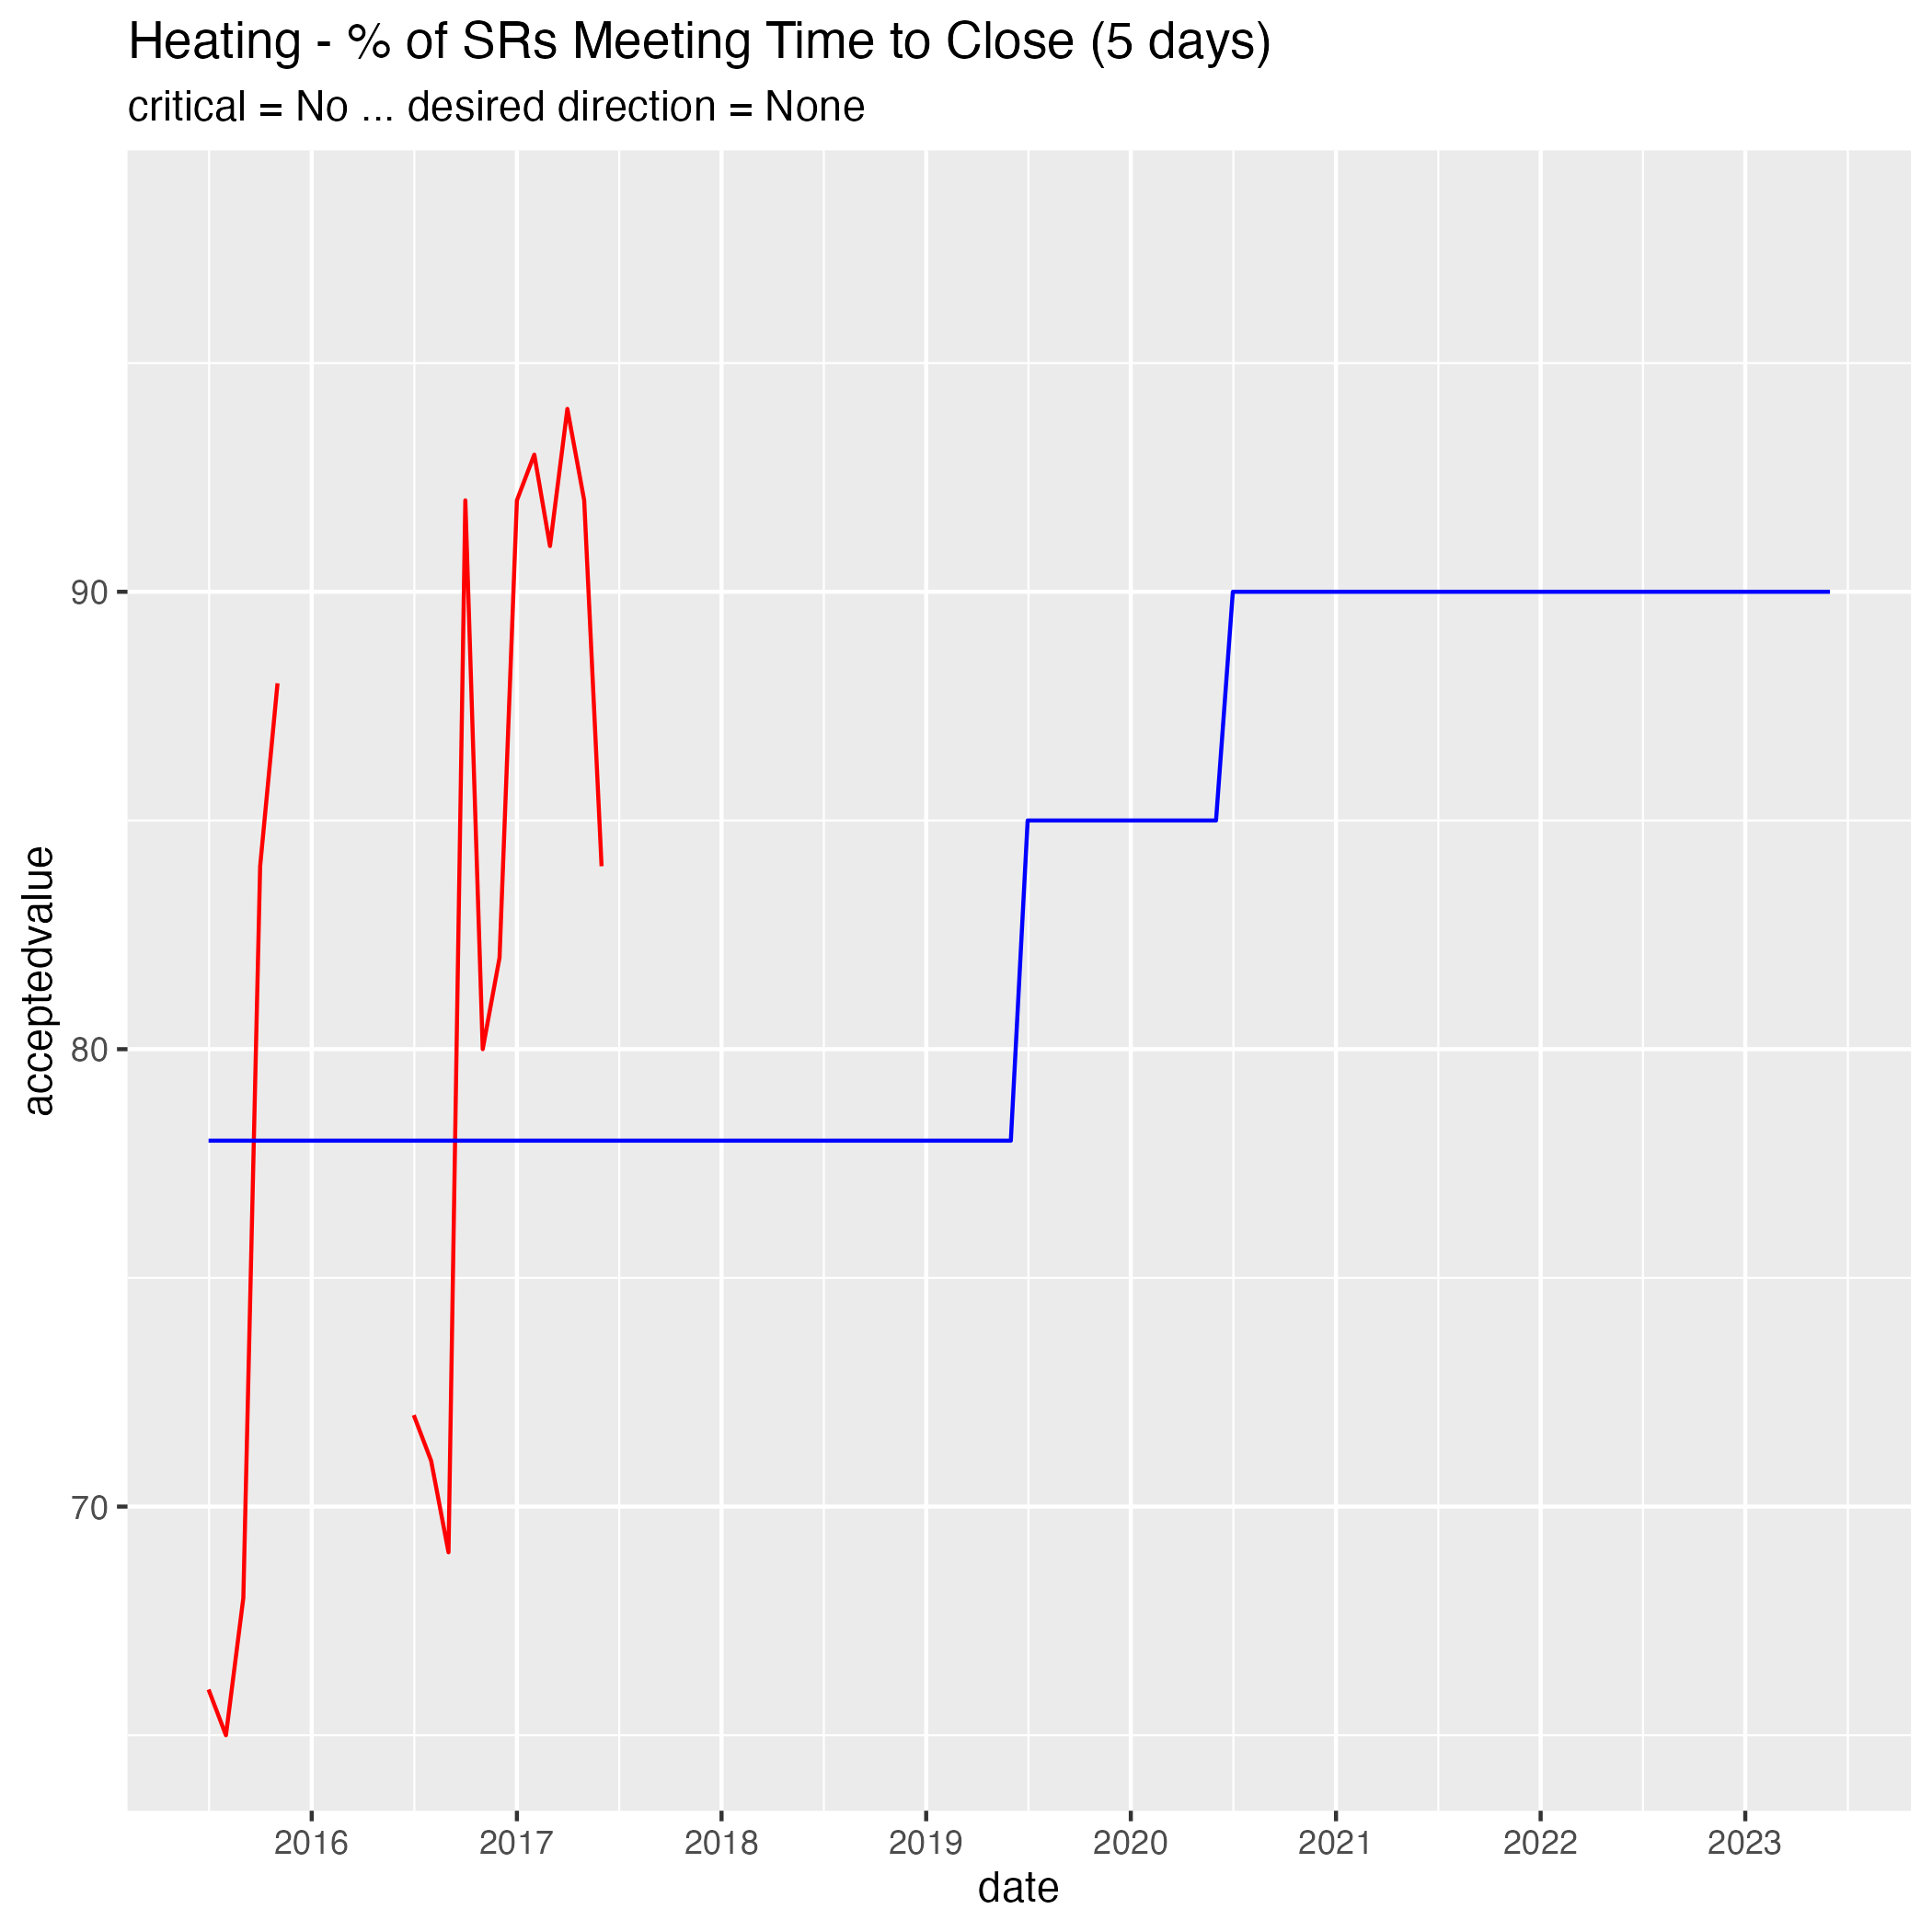 Heating - % of SRs Meeting Time to Close (5 days)
critical = No ... desired direction = None
acceptedvalue
90
80
70
2016 2017 2018 2019 2020 2021 2022 2023
date